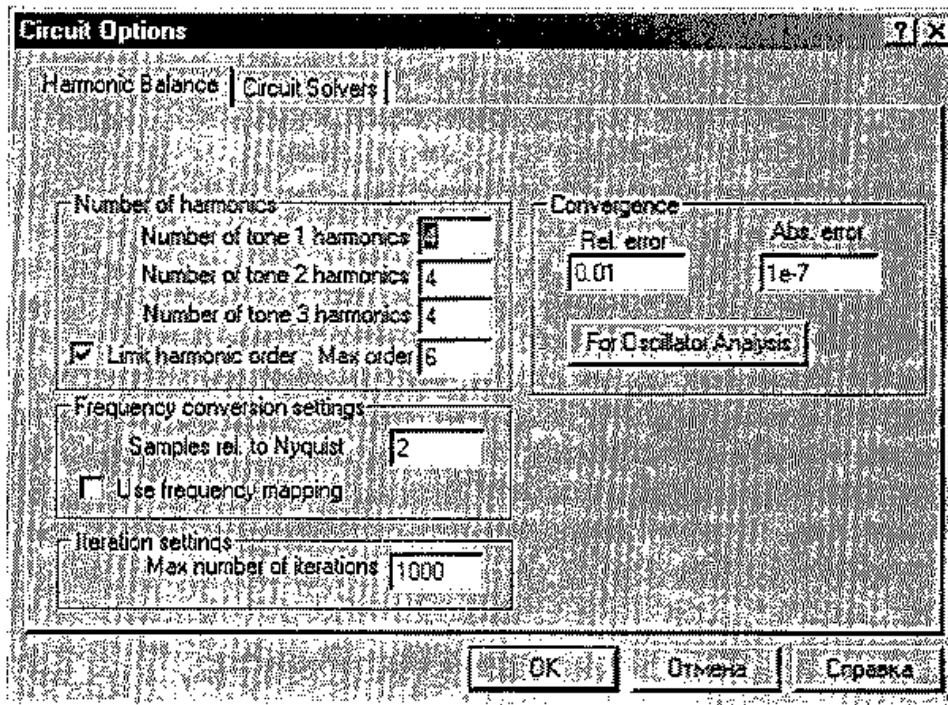 Circuit Options
Harmonic Balance Circuit Solvers
Number of harmonics
Number of tone 1 harmonics
Number of tone 2 harmonics 4
Number of tone 3 harmonics 4
Limit harmonic order Max order 6
Convergence
Rel. error Abs. error
0.01 1e-7
For Oscillator Analysis
Frequency conversion settings
Samples rel. to Nyquist 2
Use frequency mapping
Iteration settings
Max number of iterations 1000
OK Отмена Справка